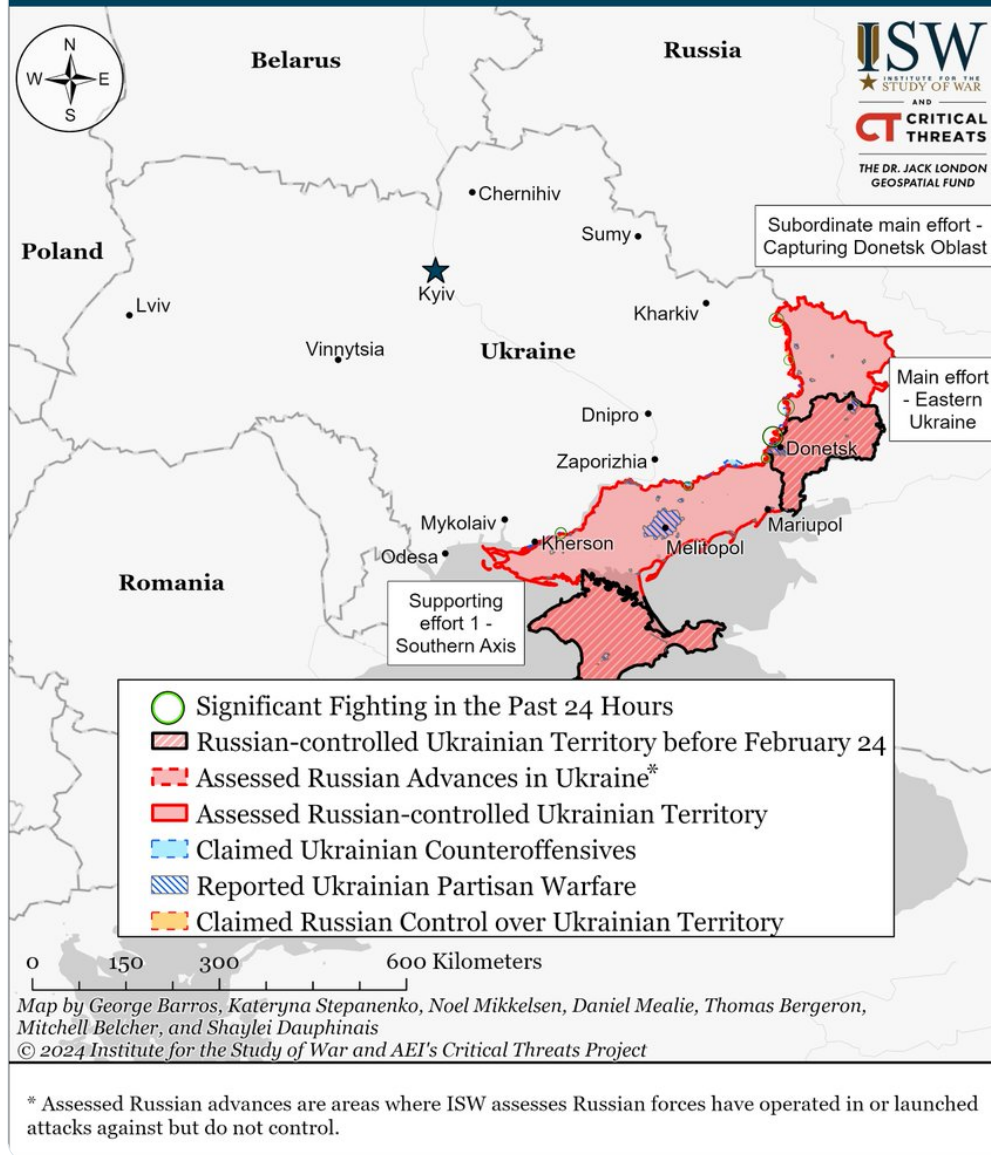 N
W E
S
Belarus
Russia
ISW
INSTITUTE FOR THE
STUDY OF WAR
AND
CT CRITICAL
THREATS
THE DR. JACK LONDON
GEOSPATIAL FUND
Chernihiv
Sumy
Subordinate main effort -
Capturing Donetsk Oblast
Poland
Kyiv
Lviv
Kharkiv
Vinnytsia
Ukraine
Main effort
- Eastern
Ukraine
Dnipro
Donetsk
Zaporizhia
Mariupol
Mykolaiv
Kherson
Melitopol
Odesa
Romania
Supporting
effort 1 -
Southern Axis
Significant Fighting in the Past 24 Hours
Russian-controlled Ukrainian Territory before February 24
Assessed Russian Advances in Ukraine*
Assessed Russian-controlled Ukrainian Territory
Claimed Ukrainian Counteroffensives
Reported Ukrainian Partisan Warfare
Claimed Russian Control over Ukrainian Territory
0 150 300 600 Kilometers
Map by George Barros, Kateryna Stepanenko, Noel Mikkelsen, Daniel Mealie, Thomas Bergeron,
Mitchell Belcher, and Shaylei Dauphinais
© 2024 Institute for the Study of War and AEI's Critical Threats Project
* Assessed Russian advances are areas where ISW assesses Russian forces have operated in or launched
attacks against but do not control.